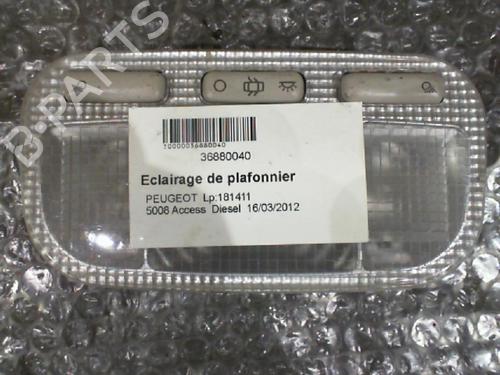 B-PARTS
10000036880040
36880040
Eclairage de plafonnier
PEUGEOT Lp:181411
5008 Access Diesel 16/03/2012